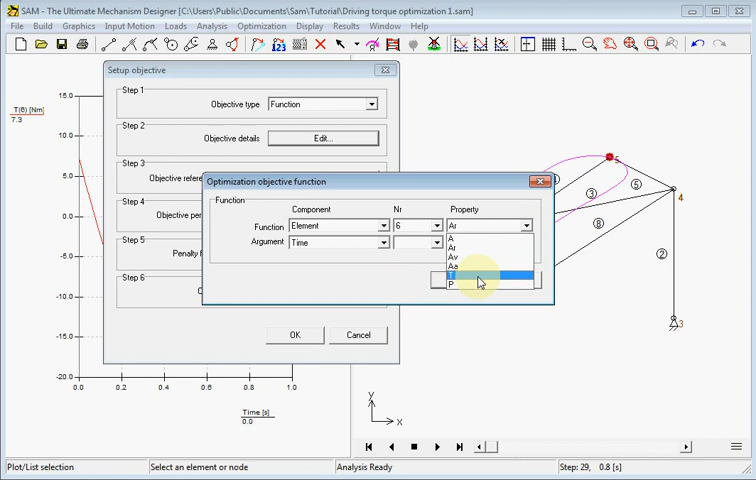 SAM - The Ultimate Mechanism Designer [C:\Users\Public\Documents\Sam\Tutorial\Driving torque optimization 1.sam]
File Build Graphics Input Motion Loads Analysis Optimization Display Results Window Help
123
Setup objective
Step 1
Objective type Function
Step 2
Objective details Edit...
Step 3
Objective refere
Step 4
Objective pe
Step 5
Penalty
Step 6
OK Cancel
Optimization objective function
Function
Component Nr Property
Function Element 6 Ar
Argument Time
A
Ar
Av
Aa
T
P
T(6) [Nm]
7.3
15.0
10.0
5.0
0.0
-5.0
-10.0
-15.0
-20.0
0.0 0.2 0.4 0.6 0.8 1.0
Time [s]
0.0
5
3
5
4
8
2
3
y
x
Plot/List selection Select an element or node Analysis Ready Step: 29, 0.8 [s]